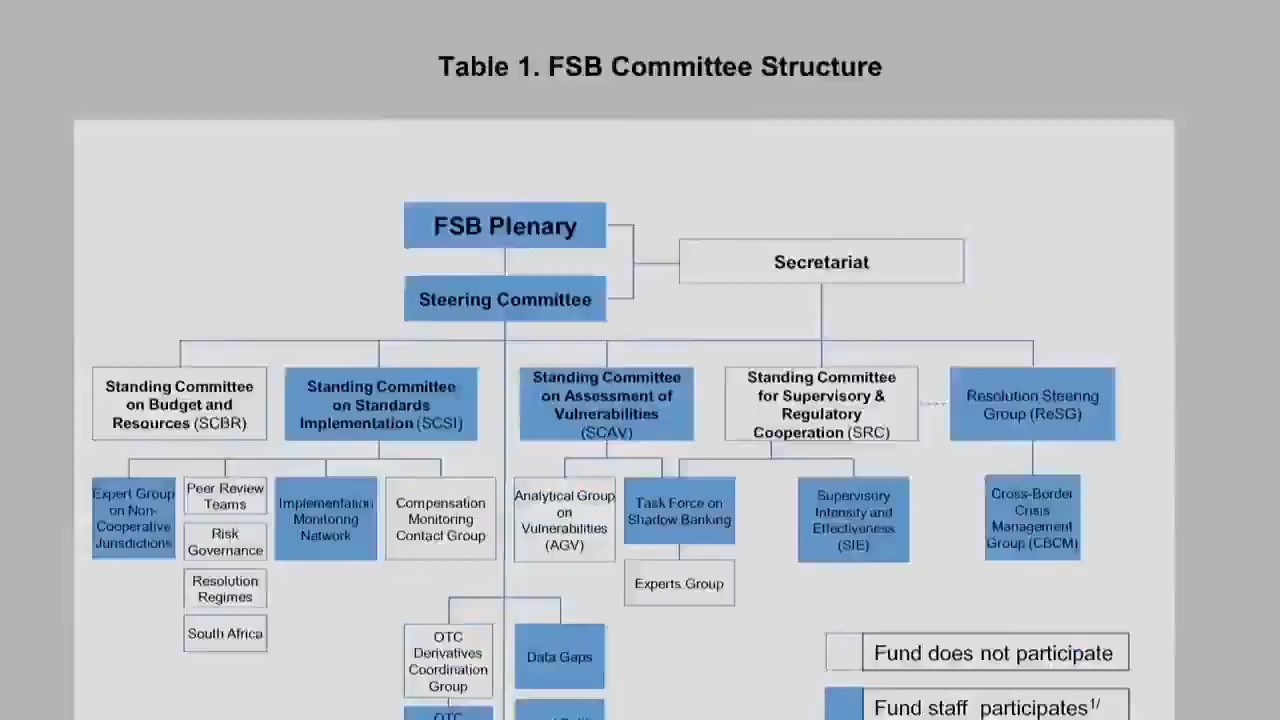 Table 1. FSB Committee Structure
FSB Plenary
Secretariat
Steering Committee
Standing Committee
on Budget and
Resources (SCBR)
Standing Committee
on Standards
Implementation (SCSI)
Standing Committee
on Assessment of
Vulnerabilities
(SCAV)
Standing Committee
for Supervisory &
Regulatory
Cooperation (SRC)
Resolution Steering
Group (ReSG)
Expert Group
on Non-
Cooperative
Jursdictions
Peer Review
Teams
Risk
Governance
Resolution
Regimes
South Africa
Implementation
Monitoring
Network
Compensation
Monitoring
Contact Group
Analytical Group
on
Vulnerabilities
(AGV)
Task Force on
Shadow Banking
Experts Group
Supervisory
Intensity and
Effectiveness
(SIE)
Cross-Border
Crisis
Management
Group (CBCM)
OTC
Derivatives
Coordination
Group
Data Gaps
OTC
Fund does not participate
Fund staff participates1/